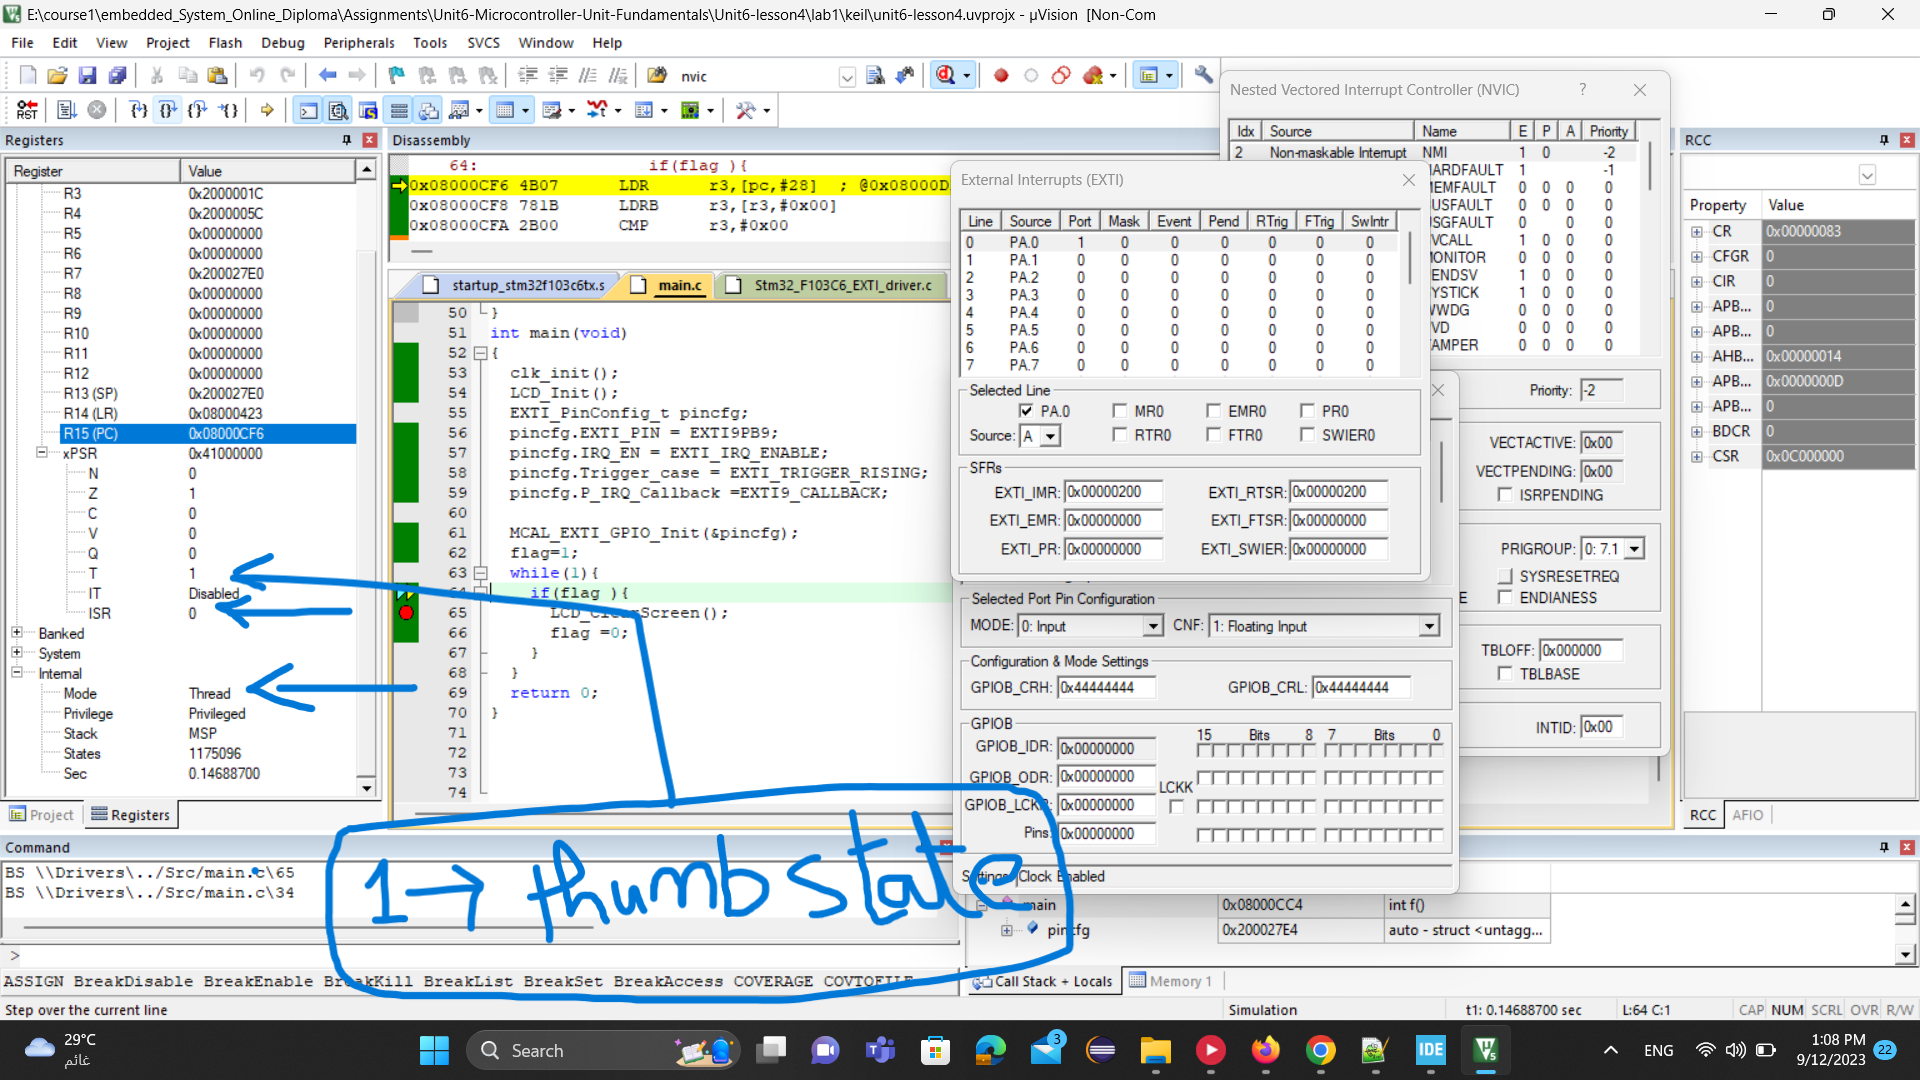 E:\course1\embedded_System_Online_Diploma\Assignments\Unit6-Microcontroller-Unit-Fundamentals\Unit6-lesson4\lab1\keil\unit6-lesson4.uvprojx - µVision [Non-Com
File Edit View Project Flash Debug Peripherals Tools SVCS Window Help
nvic
RST
Registers
Register Value
R3 0x2000001C
R4 0x2000005C
R5 0x00000000
R6 0x00000000
R7 0x200027E0
R8 0x00000000
R9 0x00000000
R10 0x00000000
R11 0x00000000
R12 0x00000000
R13 (SP) 0x200027E0
R14 (LR) 0x08000423
R15 (PC) 0x08000CF6
xPSR 0x41000000
N 0
Z 1
C 0
V 0
Q 0
T 1
IT Disabled
ISR 0
Banked
System
Internal
Mode Thread
Privilege Privileged
Stack MSP
States 1175096
Sec 0.14688700
Project Registers
Disassembly
64: if(flag ){
0x08000CF6 4B07 LDR r3,[pc,#28] ; @0x08000D
0x08000CF8 781B LDRB r3,[r3,#0x00]
0x08000CFA 2B00 CMP r3,#0x00
startup_stm32f103c6tx.s main.c Stm32_F103C6_EXTI_driver.c
50 }
51 int main(void)
52 {
53 clk_init();
54 LCD_Init();
55 EXTI_PinConfig_t pincfg;
56 pincfg.EXTI_PIN = EXTI9PB9;
57 pincfg.IRQ_EN = EXTI_IRQ_ENABLE;
58 pincfg.Trigger_case = EXTI_TRIGGER_RISING;
59 pincfg.P_IRQ_Callback =EXTI9_CALLBACK;
60
61 MCAL_EXTI_GPIO_Init(&pincfg);
62 flag=1;
63 while(1){
64 if(flag ){
65 LCD_ClearScreen();
66 flag =0;
67 }
68 }
69 return 0;
70 }
71
72
73
74
Nested Vectored Interrupt Controller (NVIC) ?
Idx Source Name E P A Priority
2 Non-maskable Interrupt NMI 1 0 -2
ARDFAULT 1 -1
EMFAULT 0 0 0 0
USFAULT 0 0 0 0
SGFAULT 0 0 0 0
VCALL 1 0 0 0
MONITOR 0 0 0 0
ENDSV 1 0 0 0
YSTICK 1 0 0 0
WWDG 0 0 0 0
VD 0 0 0 0
AMPER 0 0 0 0
Priority: -2
VECTACTIVE: 0x00
VECTPENDING: 0x00
ISRPENDING
PRIGROUP: 0: 7.1
SYSRESETREQ
E ENDIANESS
TBLOFF: 0x000000
TBLBASE
INTID: 0x00
External Interrupts (EXTI)
Line Source Port Mask Event Pend RTrig FTrig SwIntr
0 PA.0 1 0 0 0 0 0 0
1 PA.1 0 0 0 0 0 0 0
2 PA.2 0 0 0 0 0 0 0
3 PA.3 0 0 0 0 0 0 0
4 PA.4 0 0 0 0 0 0 0
5 PA.5 0 0 0 0 0 0 0
6 PA.6 0 0 0 0 0 0 0
7 PA.7 0 0 0 0 0 0 0
Selected Line
PA.0 MR0 EMR0 PR0
Source: A RTR0 FTR0 SWIER0
SFRs
EXTI_IMR: 0x00000200 EXTI_RTSR: 0x00000200
EXTI_EMR: 0x00000000 EXTI_FTSR: 0x00000000
EXTI_PR: 0x00000000 EXTI_SWIER: 0x00000000
Selected Port Pin Configuration
MODE: 0: Input CNF: 1: Floating Input
Configuration & Mode Settings
GPIOB_CRH: 0x44444444 GPIOB_CRL: 0x44444444
GPIOB
15 Bits 8 7 Bits 0
GPIOB_IDR: 0x00000000
GPIOB_ODR: 0x00000000
LCKK
GPIOB_LCKR: 0x00000000
Pins: 0x00000000
Settings: Clock Enabled
RCC
Property Value
CR 0x00000083
CFGR 0
CIR 0
APB... 0
APB... 0
AHB... 0x00000014
APB... 0x0000000D
APB... 0
BDCR 0
CSR 0x0C000000
RCC AFIO
Command
BS \\Drivers\../Src/main.c\65
BS \\Drivers\../Src/main.c\34
>
ASSIGN BreakDisable BreakEnable BreakKill BreakList BreakSet BreakAccess COVERAGE COVTOFILE
1→ thumb state
main 0x08000CC4 int f()
pincfg 0x200027E4 auto - struct <untagg...
Call Stack + Locals Memory 1
Step over the current line Simulation t1: 0.14688700 sec L:64 C:1 CAP NUM SCRL OVR R/W
29°C
غائم
Search
3
IDE
ENG
1:08 PM
9/12/2023
22